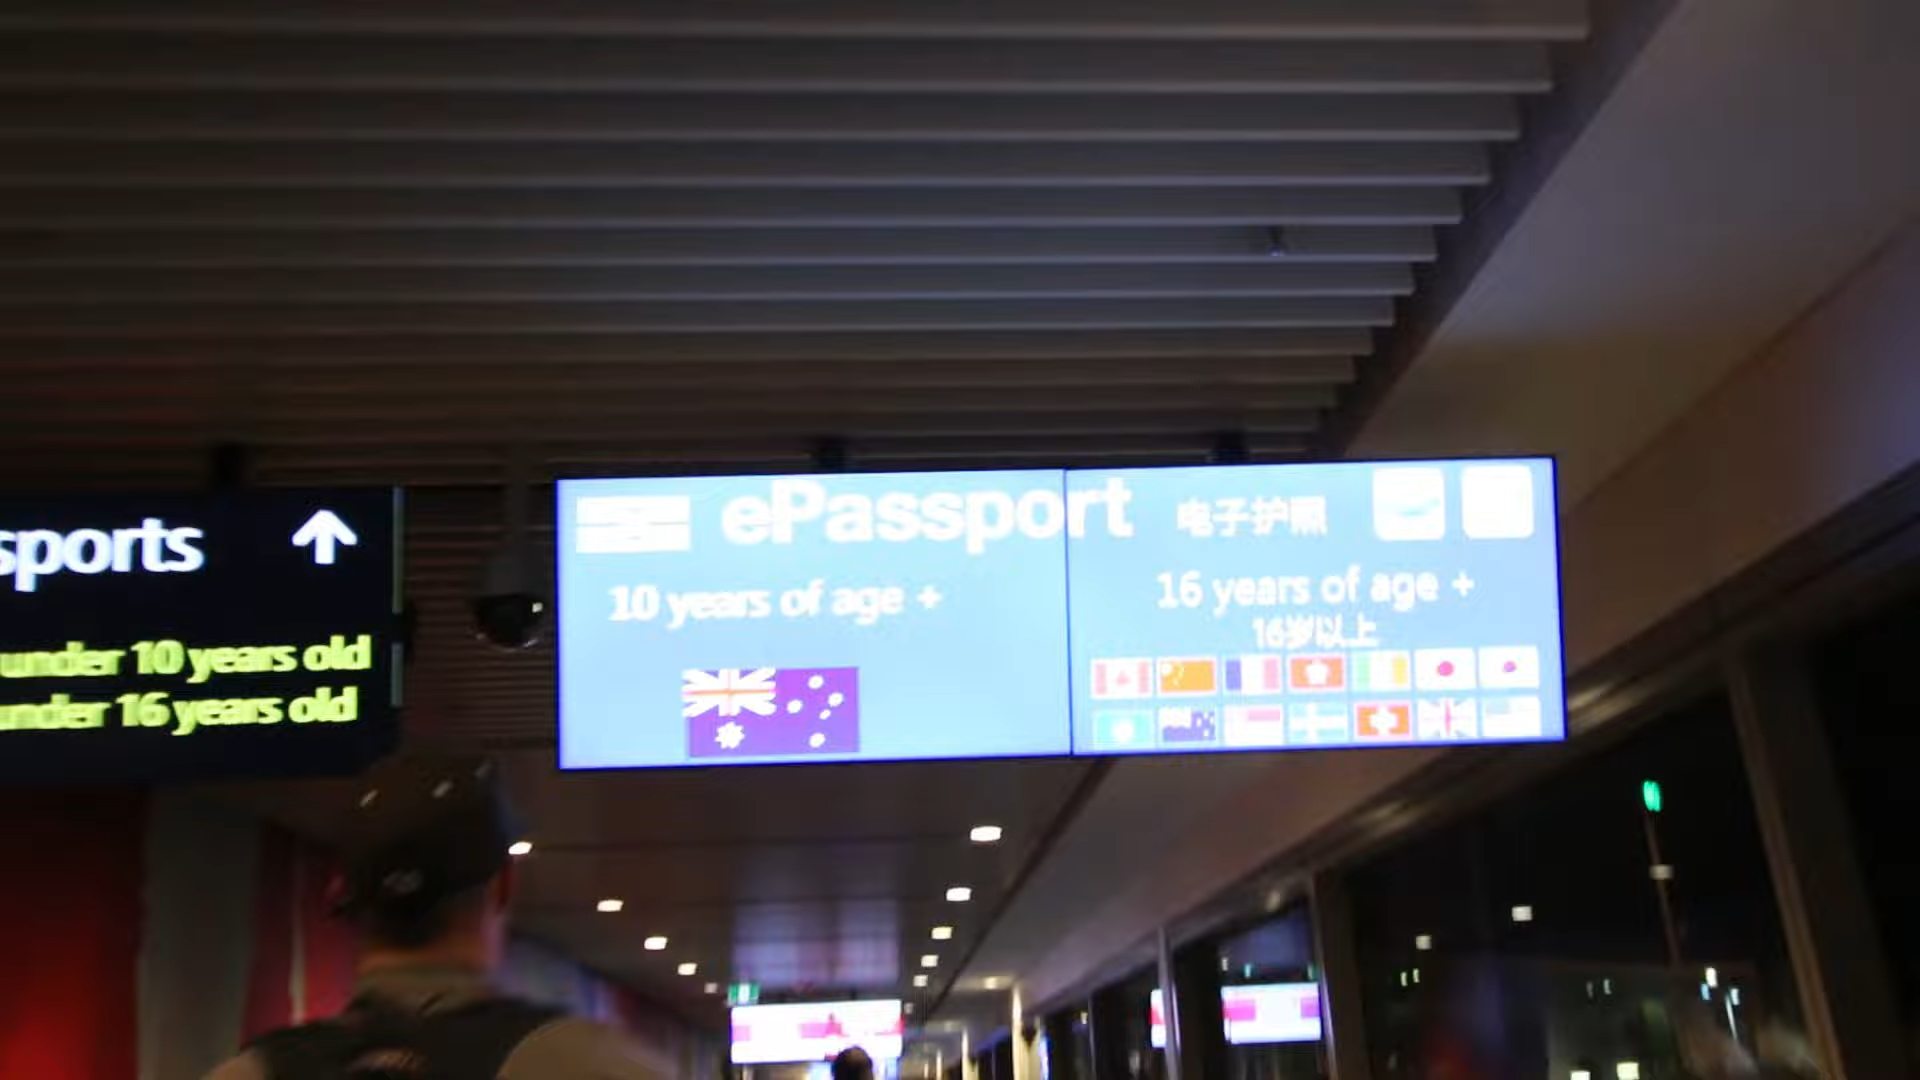 sports
under 10 years old
under 16 years old
ePassport 电子护照
10 years of age +
16 years of age +
16岁以上